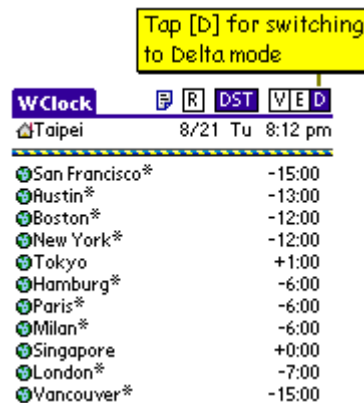 Tap [D] for switching
to Delta mode
WClock R DST V E D
Taipei 8/21 Tu 8:12 pm
San Francisco* -15:00
Austin* -13:00
Boston* -12:00
New York* -12:00
Tokyo +1:00
Hamburg* -6:00
Paris* -6:00
Milan* -6:00
Singapore +0:00
London* -7:00
Vancouver* -15:00